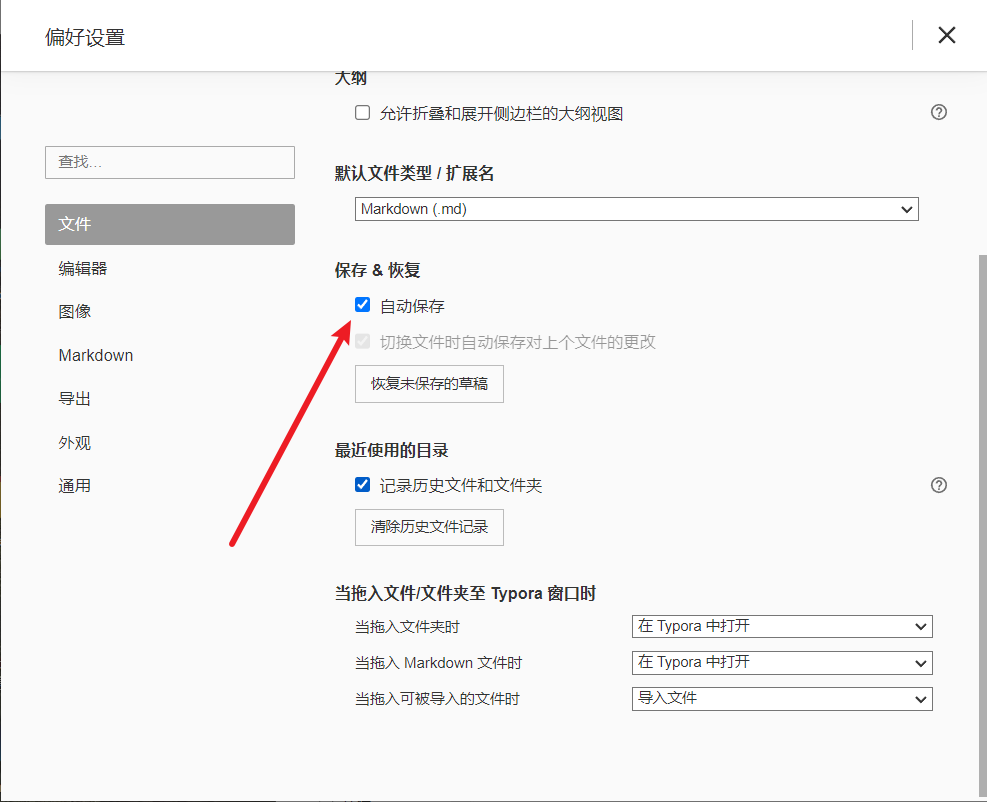 偏好设置
大纲
允许折叠和展开侧边栏的大纲视图
查找...
默认文件类型 / 扩展名
Markdown (.md)
文件
编辑器
图像
Markdown
导出
外观
通用
保存 & 恢复
自动保存
切换文件时自动保存对上个文件的更改
恢复未保存的草稿
最近使用的目录
记录历史文件和文件夹
清除历史文件记录
当拖入文件/文件夹至 Typora 窗口时
当拖入文件夹时 在 Typora 中打开
当拖入 Markdown 文件时 在 Typora 中打开
当拖入可被导入的文件时 导入文件